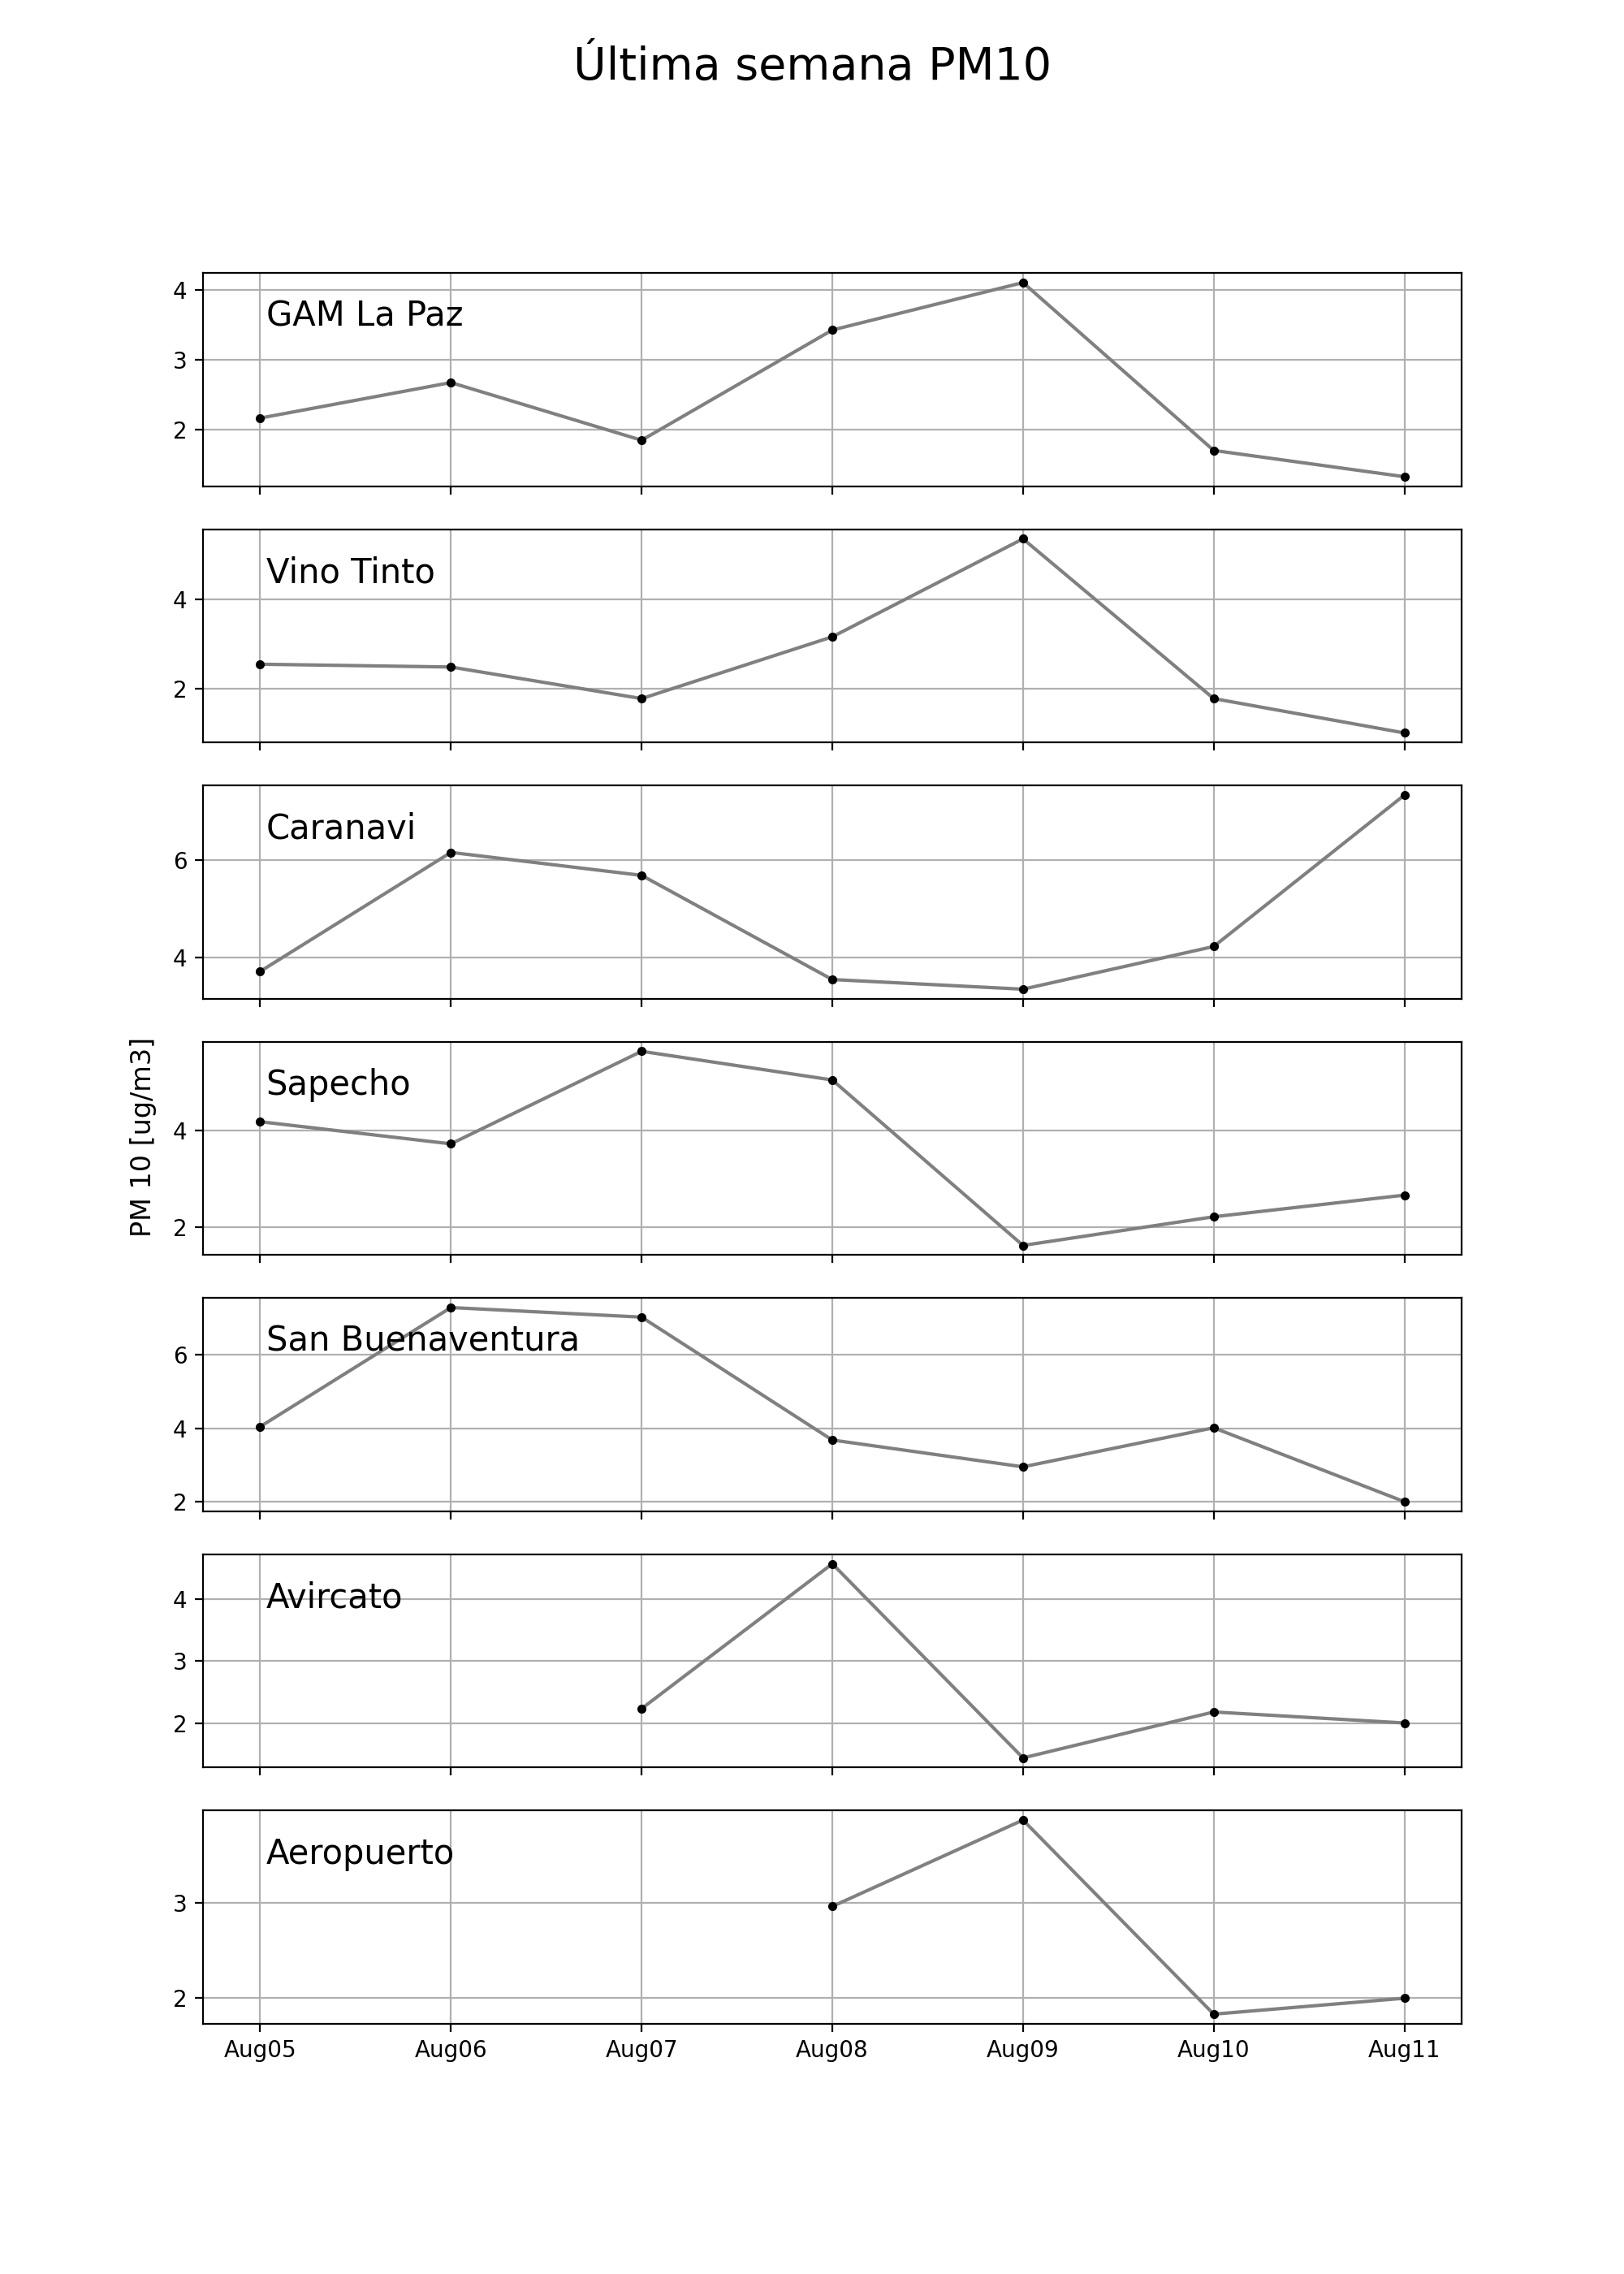 Última semana PM10
4
GAM La Paz
3
2
Vino Tinto
4
2
Caranavi
6
4
PM 10 [ug/m3]
Sapecho
4
2
San Buenaventura
6
4
2
Avircato
4
3
2
Aeropuerto
3
2
Aug05 Aug06 Aug07 Aug08 Aug09 Aug10 Aug11